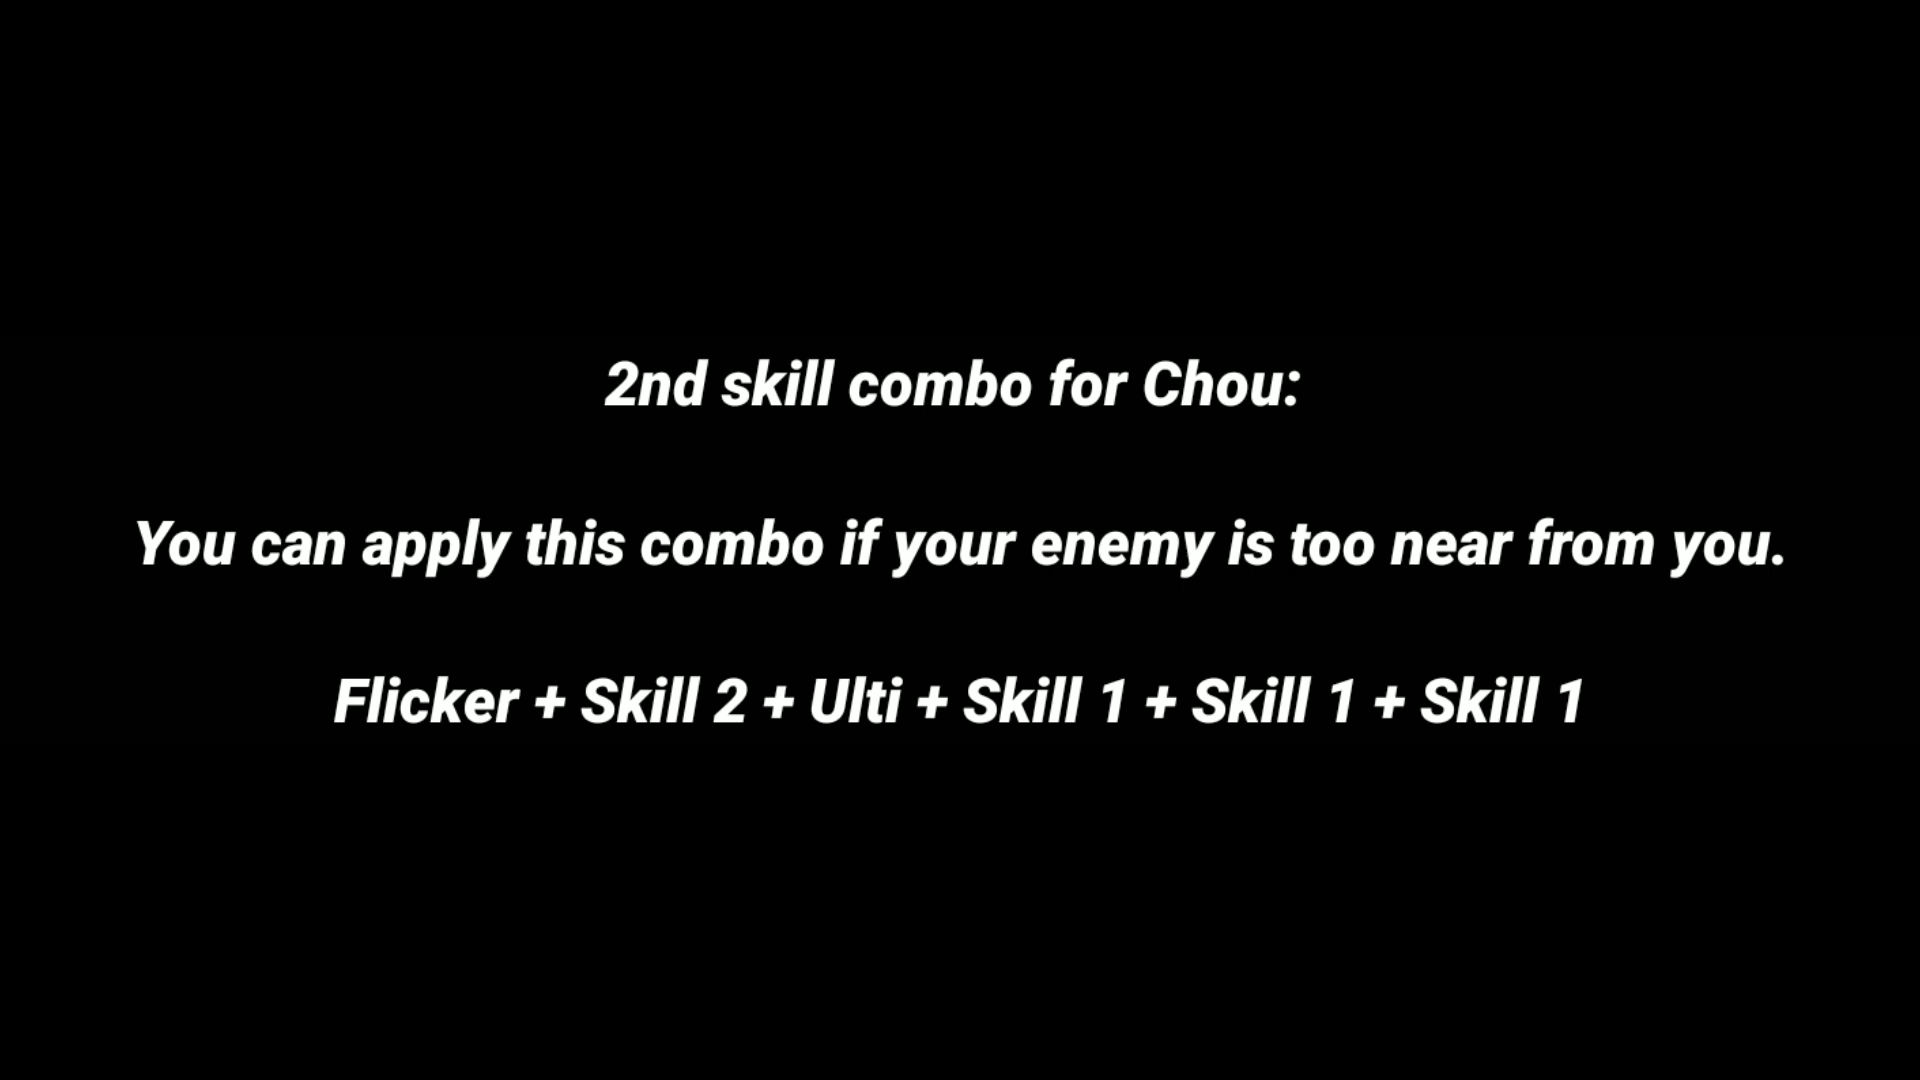 2nd skill combo for Chou:
You can apply this combo if your enemy is too near from you.
Flicker + Skill 2 + Ulti + Skill 1 + Skill 1 + Skill 1